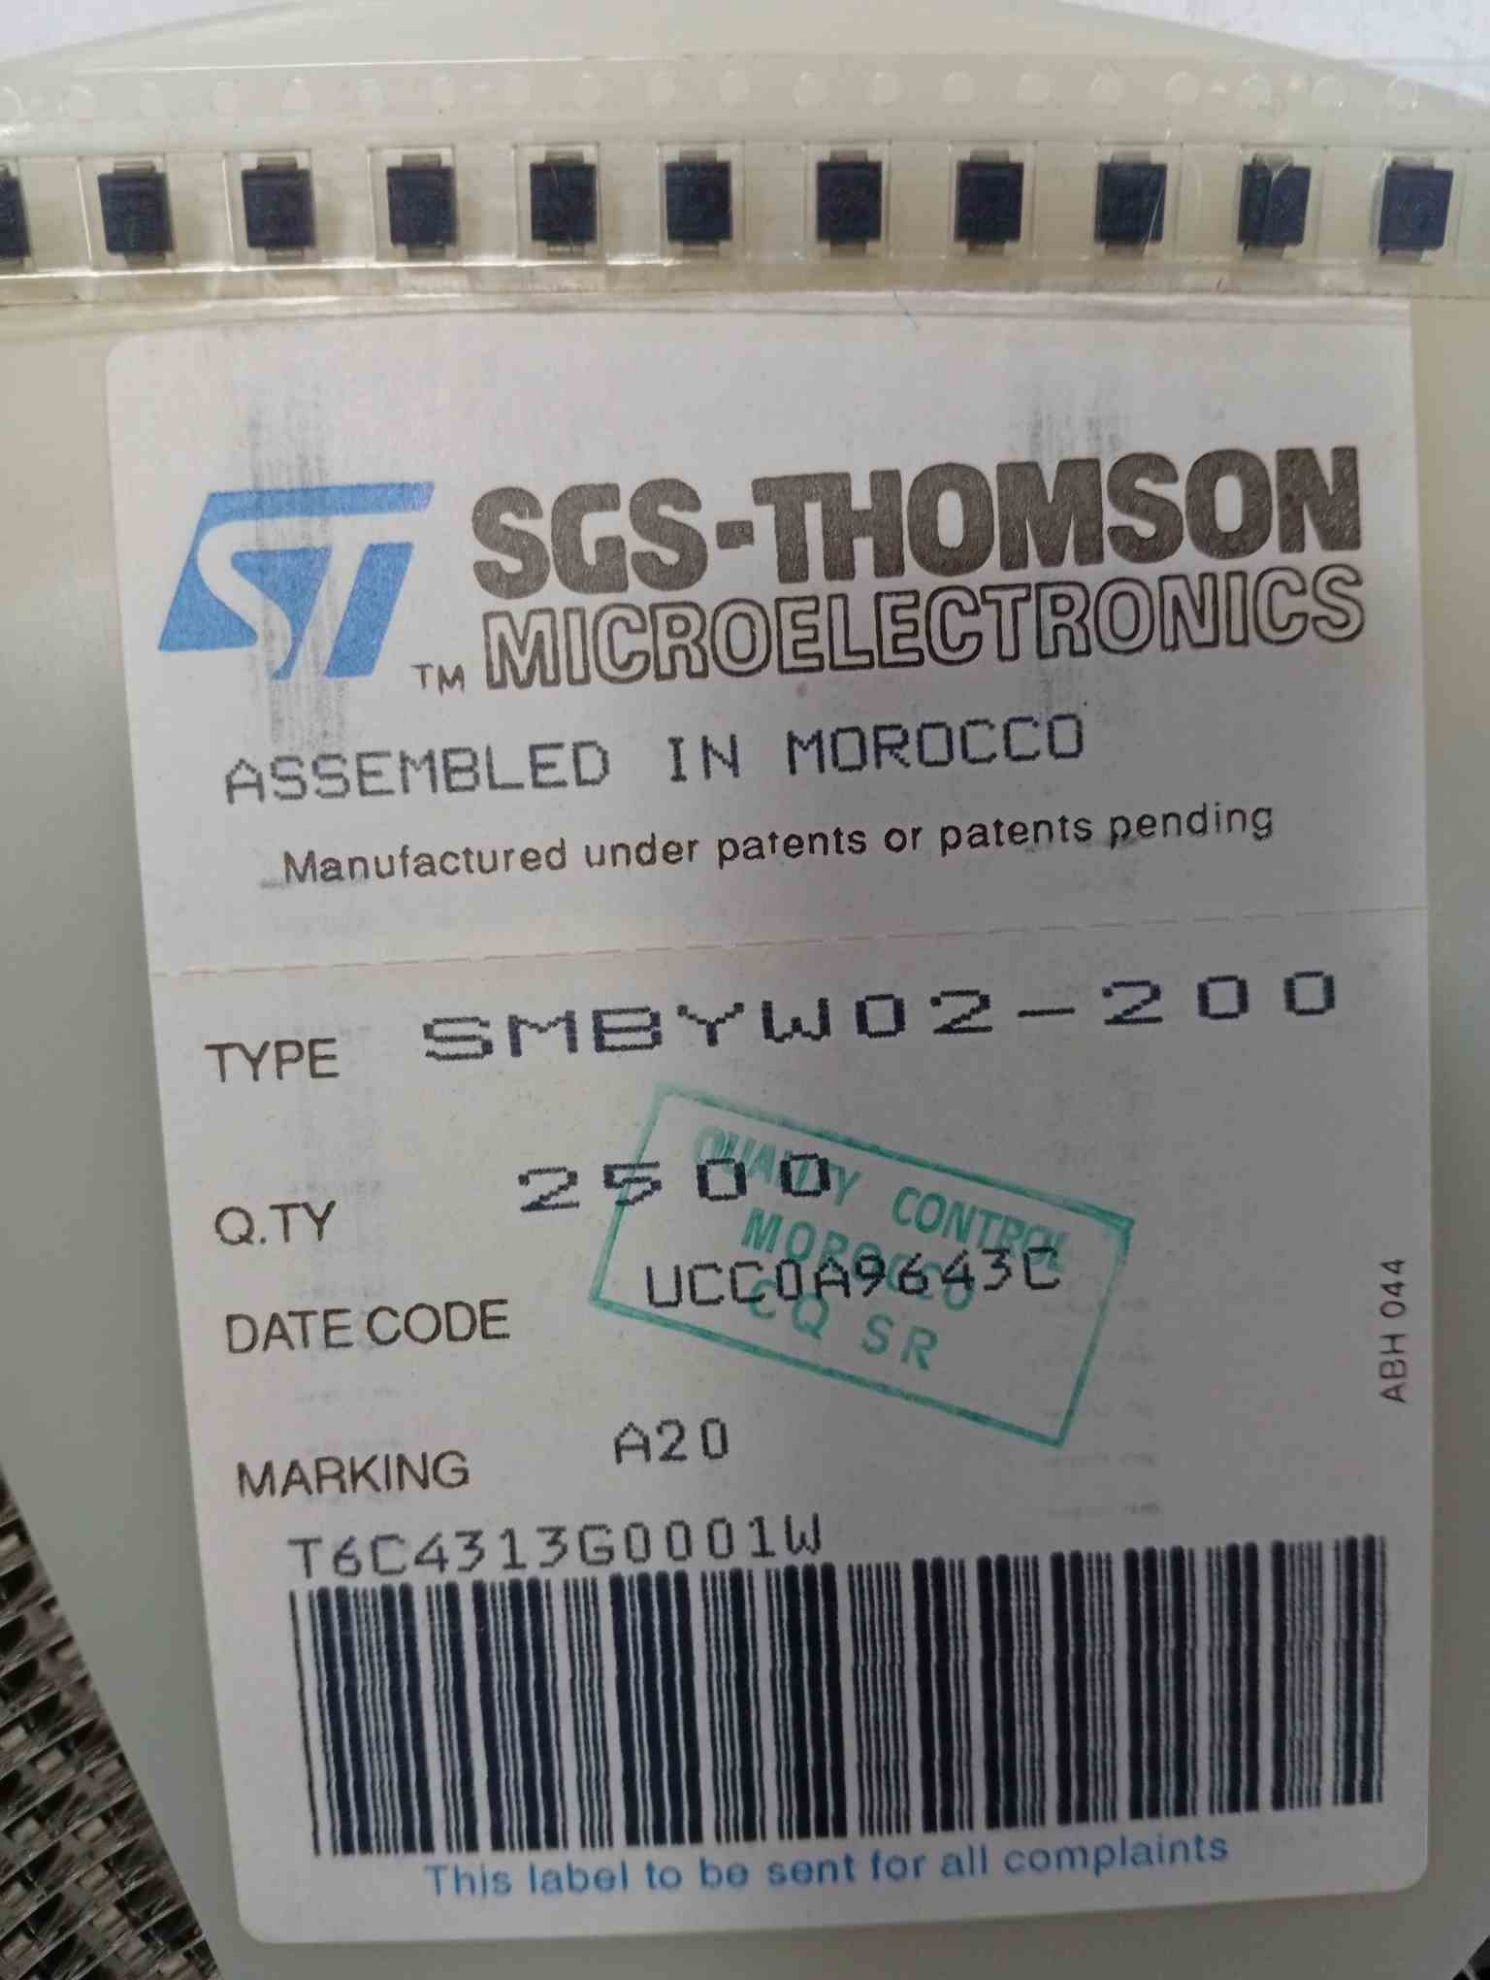 ST
SGS-THOMSON
TM MICROELECTRONICS
ASSEMBLED IN MOROCCO
Manufactured under patents or patents pending
TYPE SMBYW02-200
Q.TY 2500
QUALITY CONTROL
MOROCCO
CQ SR
DATE CODE UCC0A9643C
MARKING A20
ABH 044
T6C4313G0001W
This label to be sent for all complaints